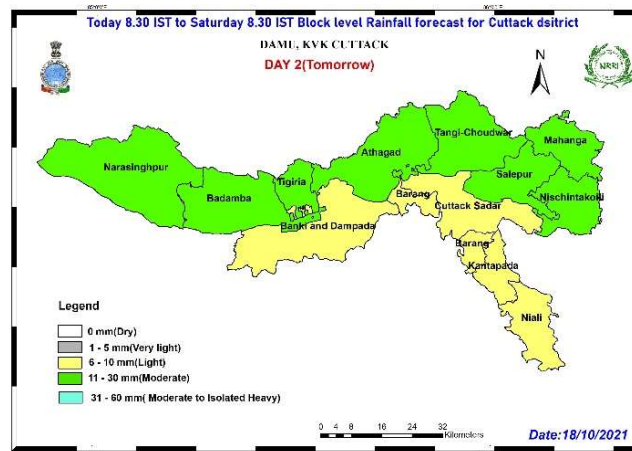 Today 8.30 IST to Saturday 8.30 IST Block level Rainfall forecast for Cuttack dsitrict
DAMU, KVK CUTTACK
DAY 2(Tomorrow)
N
NRRI
Tangi-Choudwar
Mahanga
Athagad
Narasinghpur
Tigiria
Salepur
Badamba
Barang
Nischintakoili
Cuttack Sadar
Banki and Dampada
Barang
Kantapada
Niali
Legend
0 mm(Dry)
1 - 5 mm(Very light)
6 - 10 mm(Light)
11 - 30 mm(Moderate)
31 - 60 mm( Moderate to Isolated Heavy)
0 4 8 16 24 32
Kilometers
Date:18/10/2021